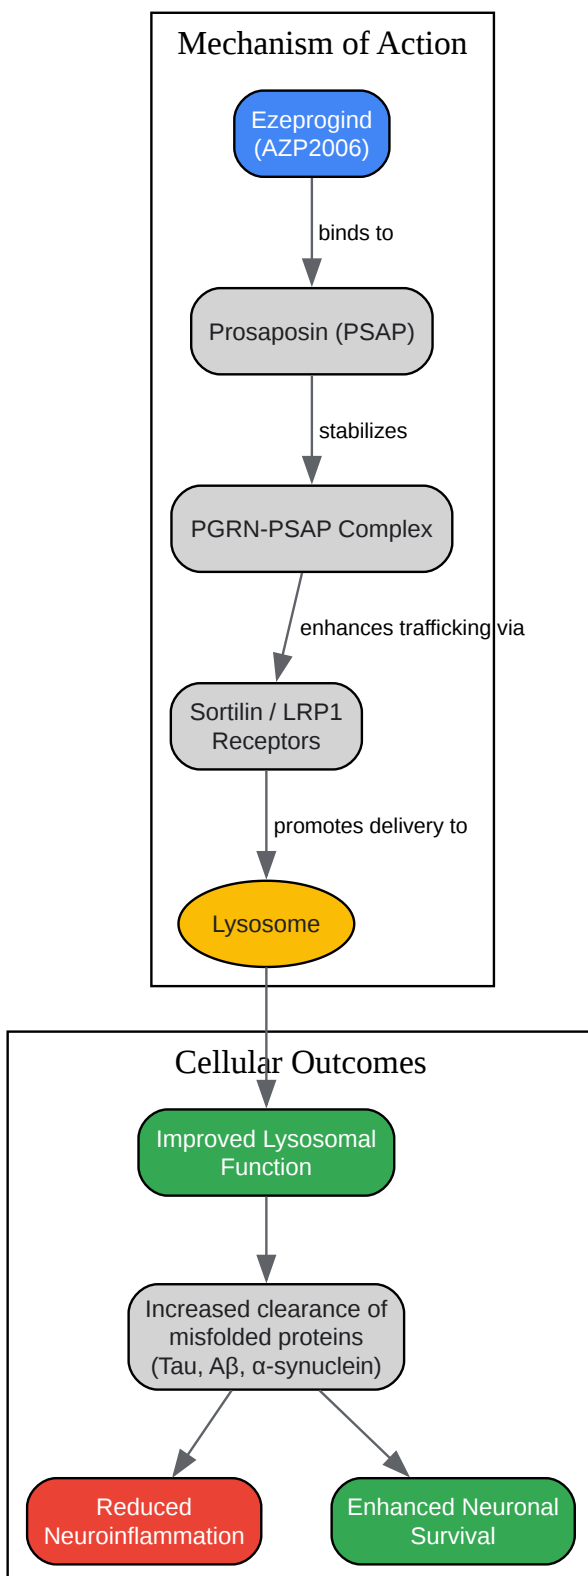 Mechanism of Action
Ezeprogind
(AZP2006)
binds to
Prosaposin (PSAP)
stabilizes
PGRN-PSAP Complex
enhances trafficking via
Sortilin / LRP1
Receptors
promotes delivery to
Lysosome
Cellular Outcomes
Improved Lysosomal
Function
Increased clearance of
misfolded proteins
(Tau, Aβ, α-synuclein)
Reduced
Neuroinflammation
Enhanced Neuronal
Survival